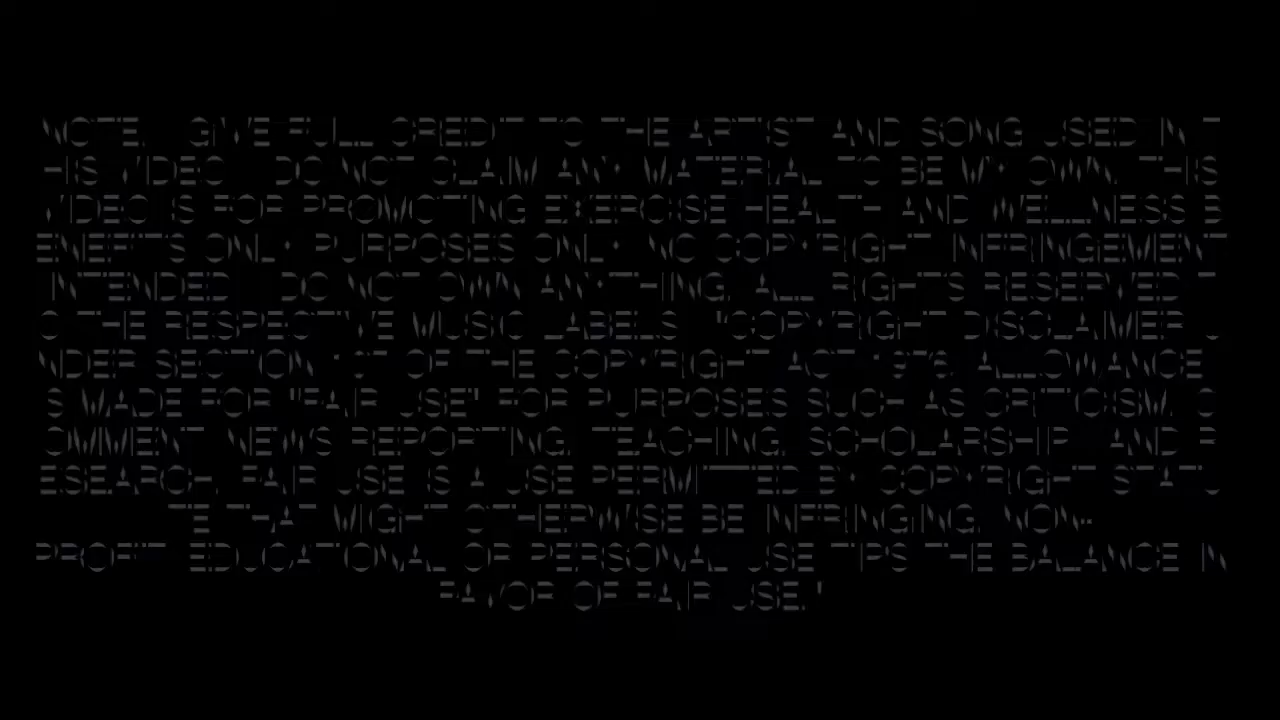 NOTE: I GIVE FULL CREDIT TO THE ARTIST AND SONG USED IN T
HIS VIDEO. I DO NOT CLAIM ANY MATERIAL TO BE MY OWN. THIS
VIDEO IS FOR PROMOTING EXERCISE HEALTH AND WELLNESS B
ENEFITS ONLY PURPOSES ONLY. NO COPYRIGHT INFRINGEMENT
INTENDED. I DO NOT OWN ANYTHING. ALL RIGHTS RESERVED T
O THE RESPECTIVE MUSIC LABELS. "COPYRIGHT DISCLAIMER U
NDER SECTION 107 OF THE COPYRIGHT ACT 1976, ALLOWANCE
IS MADE FOR "FAIR USE" FOR PURPOSES SUCH AS CRITICISM, C
OMMENT, NEWS REPORTING, TEACHING, SCHOLARSHIP, AND R
ESEARCH. FAIR USE IS A USE PERMITTED BY COPYRIGHT STATU
TE THAT MIGHT OTHERWISE BE INFRINGING. NON-
PROFIT, EDUCATIONAL OR PERSONAL USE TIPS THE BALANCE IN
FAVOR OF FAIR USE."